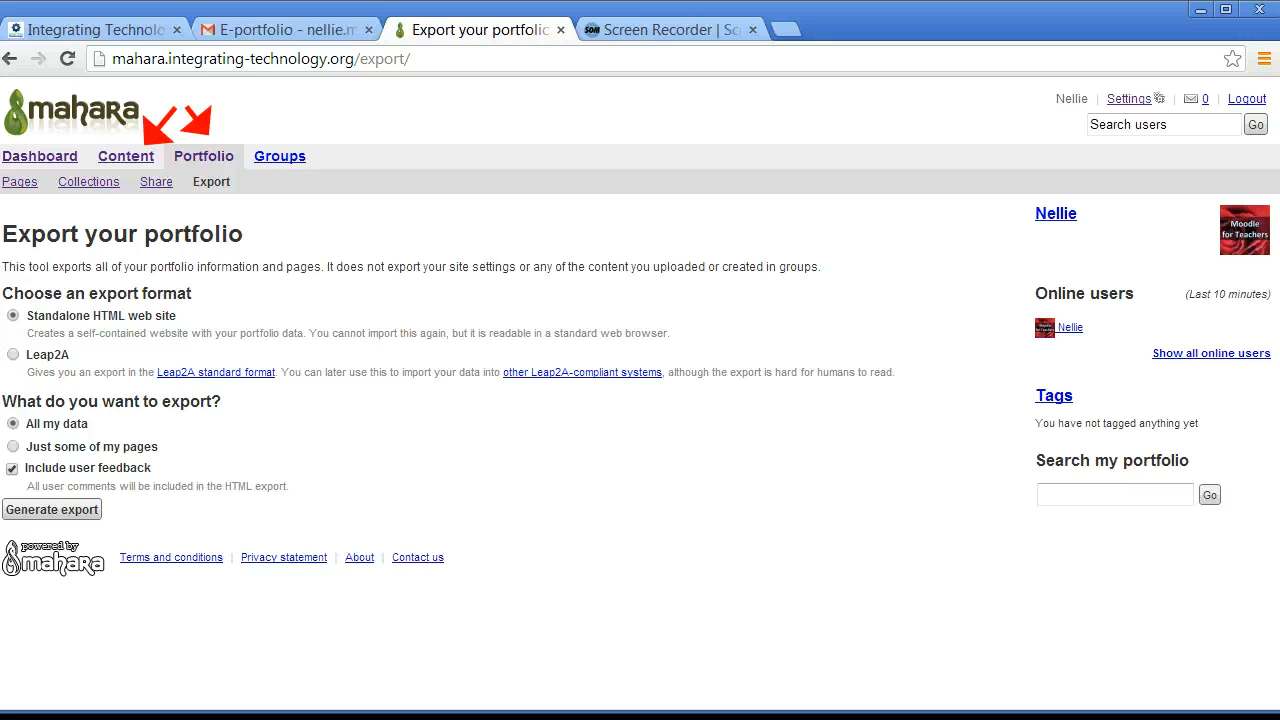 Integrating Technolo
E-portfolio - nellie.m
Export your portfolio
Screen Recorder | Sc
mahara.integrating-technology.org/export/
mahara
Nellie | Settings | 0 | Logout
Search users Go
Dashboard Content Portfolio Groups
Pages Collections Share Export
Nellie
Moodle
for Teachers
Export your portfolio
This tool exports all of your portfolio information and pages. It does not export your site settings or any of the content you uploaded or created in groups.
Choose an export format
Standalone HTML web site
Creates a self-contained website with your portfolio data. You cannot import this again, but it is readable in a standard web browser.
Leap2A
Gives you an export in the Leap2A standard format. You can later use this to import your data into other Leap2A-compliant systems, although the export is hard for humans to read.
What do you want to export?
All my data
Just some of my pages
Include user feedback
All user comments will be included in the HTML export.
Generate export
Online users (Last 10 minutes)
Nellie
Show all online users
Tags
You have not tagged anything yet
Search my portfolio
Go
powered by
mahara
Terms and conditions | Privacy statement | About | Contact us